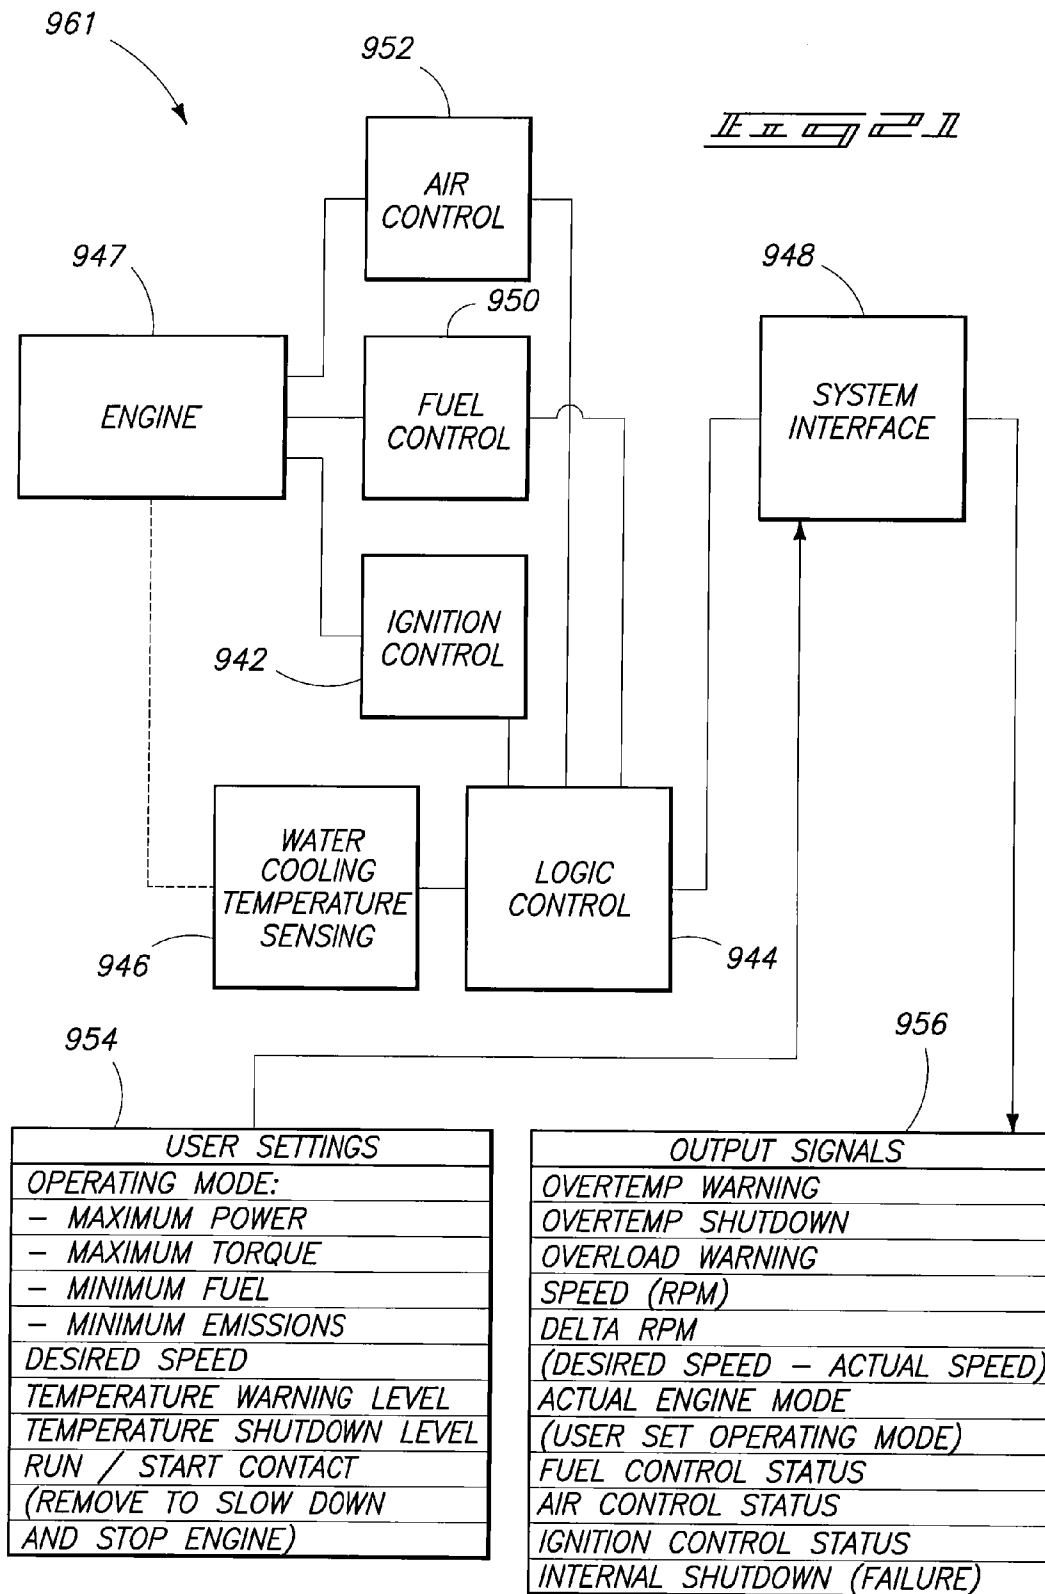 961
952
Fig 21
AIR
CONTROL
947
948
950
ENGINE
FUEL
CONTROL
SYSTEM
INTERFACE
IGNITION
CONTROL
942
WATER
COOLING
TEMPERATURE
SENSING
LOGIC
CONTROL
946
944
954
956
USER SETTINGS
OPERATING MODE:
– MAXIMUM POWER
– MAXIMUM TORQUE
– MINIMUM FUEL
– MINIMUM EMISSIONS
DESIRED SPEED
TEMPERATURE WARNING LEVEL
TEMPERATURE SHUTDOWN LEVEL
RUN / START CONTACT
(REMOVE TO SLOW DOWN
AND STOP ENGINE)
OUTPUT SIGNALS
OVERTEMP WARNING
OVERTEMP SHUTDOWN
OVERLOAD WARNING
SPEED (RPM)
DELTA RPM
(DESIRED SPEED – ACTUAL SPEED)
ACTUAL ENGINE MODE
(USER SET OPERATING MODE)
FUEL CONTROL STATUS
AIR CONTROL STATUS
IGNITION CONTROL STATUS
INTERNAL SHUTDOWN (FAILURE)